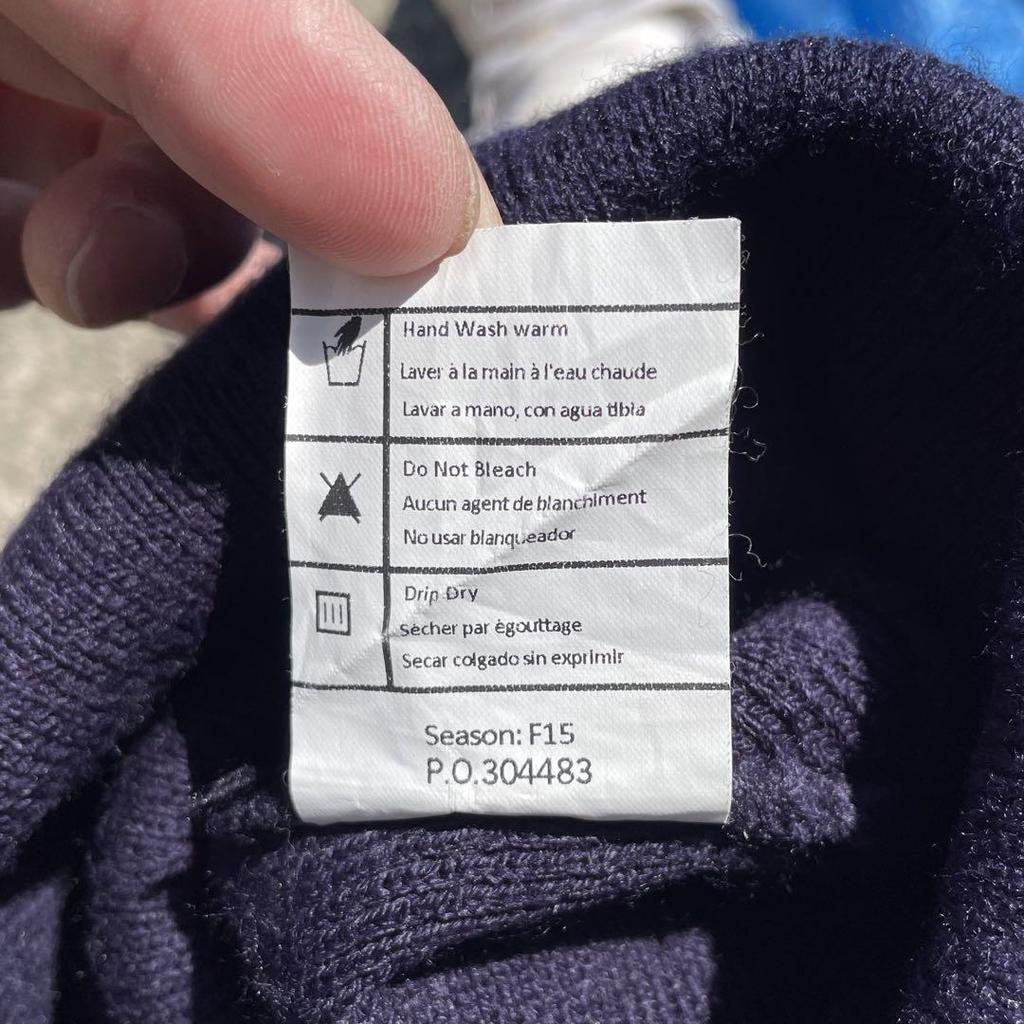 Hand Wash warm
Laver à la main à l'eau chaude
Lavar a mano, con agua tibia
Do Not Bleach
Aucun agent de blanchiment
No usar blanqueador
Drip Dry
Sécher par égouttage
Secar colgado sin exprimir
Season: F15
P.O.304483